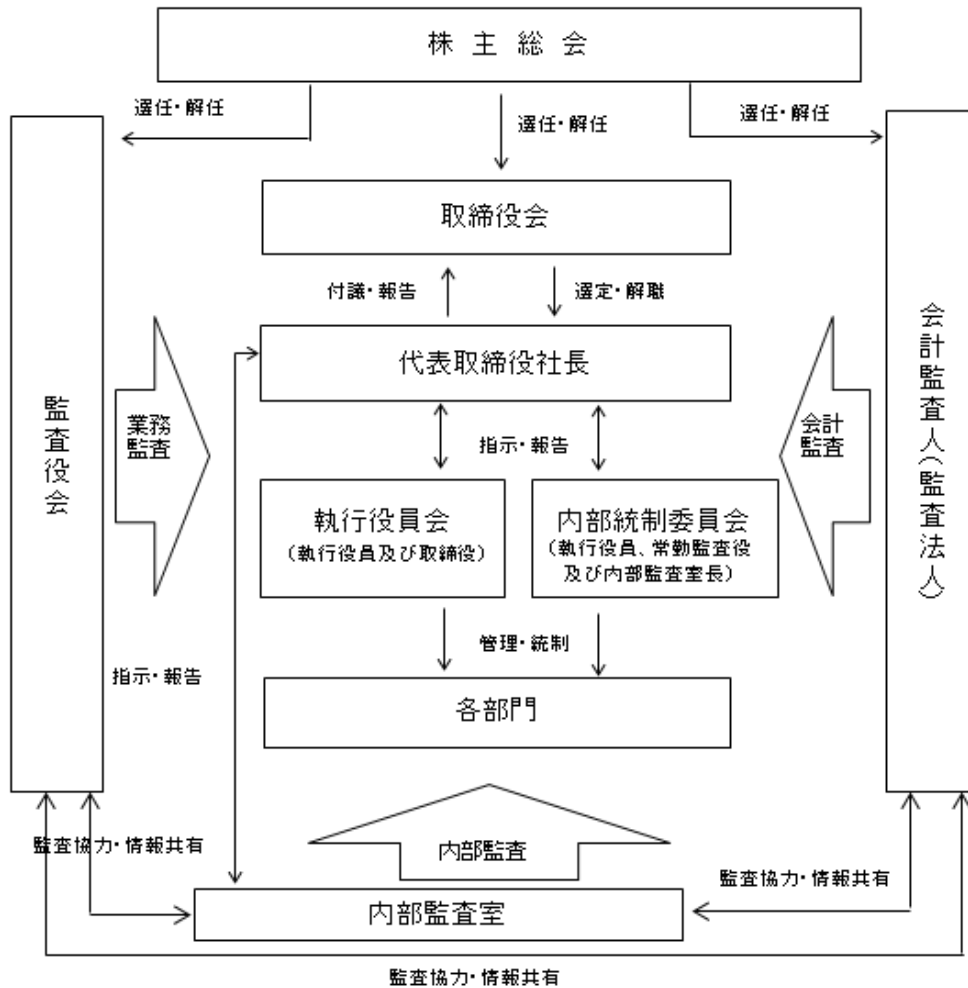 株主総会
選任・解任
選任・解任
選任・解任
取締役会
付議・報告
選定・解職
代表取締役社長
監査役会
業務
監査
会計
監査
会計監査人(監査法人)
指示・報告
執行役員会
(執行役員及び取締役)
内部統制委員会
(執行役員、常勤監査役
及び内部監査室長)
管理・統制
指示・報告
各部門
内部監査
監査協力・情報共有
監査協力・情報共有
内部監査室
監査協力・情報共有